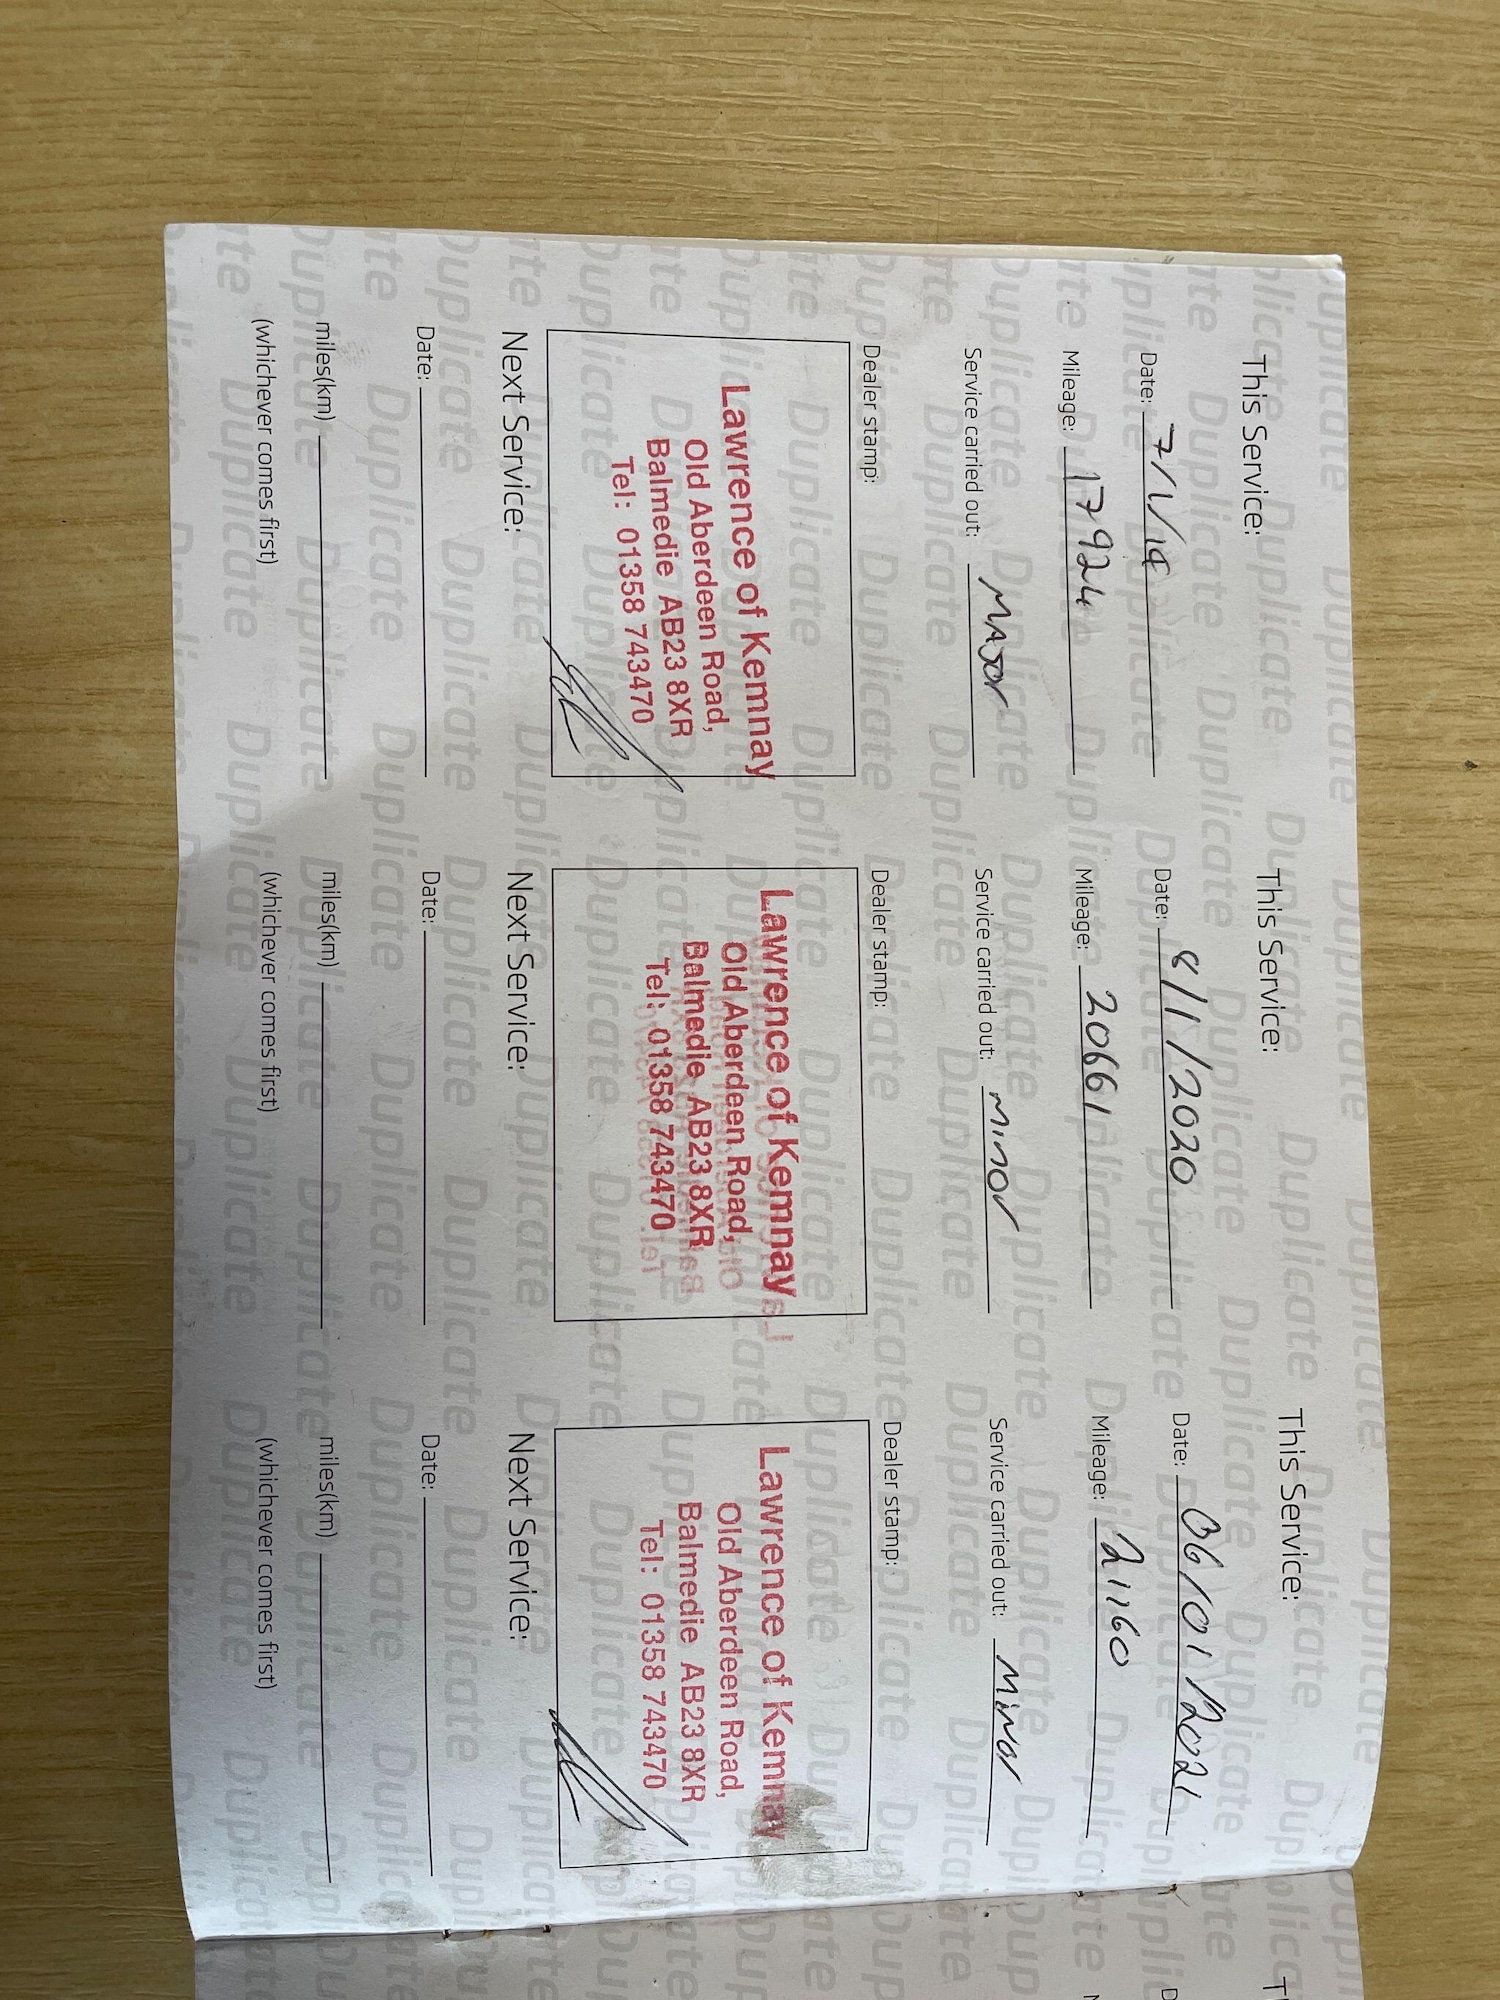 This Service:
Date: 7/1/19
Mileage: 17924
Service carried out: MAJOR
Dealer stamp:
Lawrence of Kemnay
Old Aberdeen Road,
Balmedie AB23 8XR
Tel: 01358 743470
Next Service:
Date:
miles(km)
(whichever comes first)
This Service:
Date: 8/1/2020
Mileage: 20661
Service carried out: Minor
Dealer stamp:
Lawrence of Kemnay
Old Aberdeen Road,
Balmedie AB23 8XR
Tel: 01358 743470
Next Service:
Date:
miles(km)
(whichever comes first)
This Service:
Date: 06/01/2021
Mileage: 21160
Service carried out: Minor
Dealer stamp:
Lawrence of Kemnay
Old Aberdeen Road,
Balmedie AB23 8XR
Tel: 01358 743470
Next Service:
Date:
miles(km)
(whichever comes first)
Duplicate